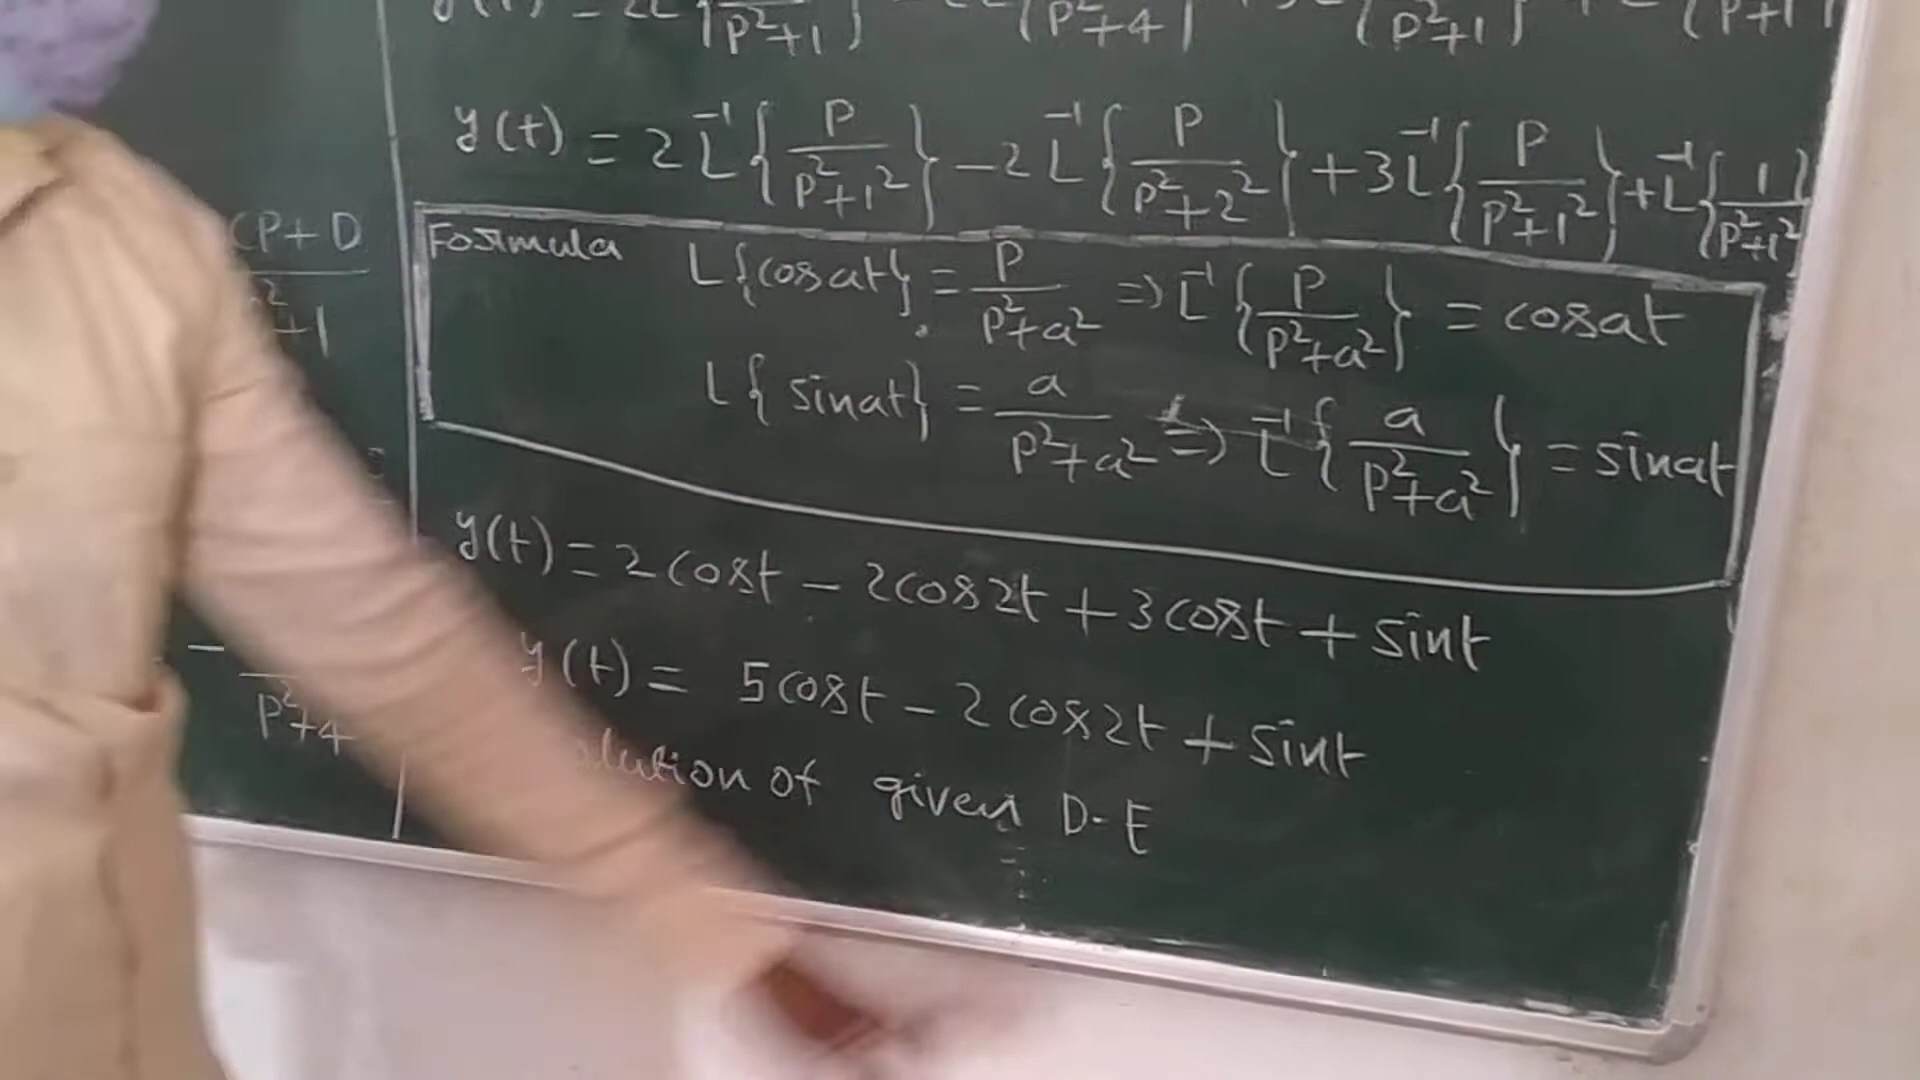 CP+D
+1
P²+4
y(t) = 2L⁻¹{P/(P²+1²)} - 2L⁻¹{P/(P²+2²)} + 3L⁻¹{P/(P²+1²)} + L⁻¹{1/(P²+1²)}
Formula L{cosat} = P/(P²+a²) => L⁻¹{P/(P²+a²)} = cosat
L{sinat} = a/(P²+a²) => L⁻¹{a/(P²+a²)} = sinat
y(t) = 2cost - 2cos2t + 3cost + sint
y(t) = 5cost - 2cos2t + sint
of given D-E